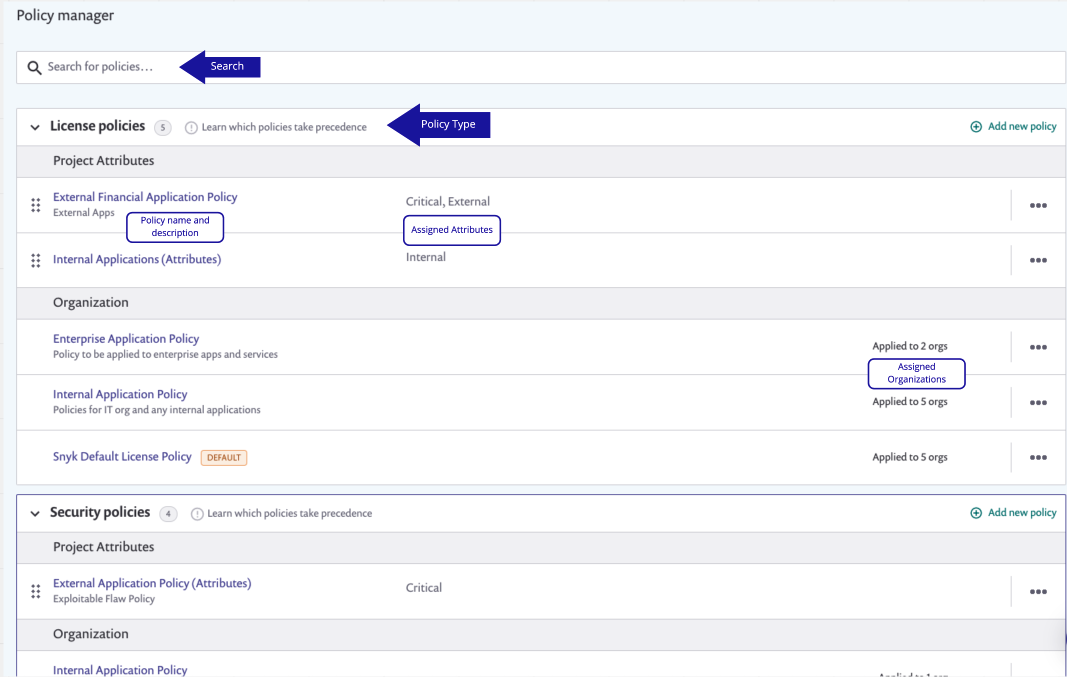 Policy manager
Search for policies...
Search
License policies 5 Learn which policies take precedence
Policy Type
Add new policy
Project Attributes
External Financial Application Policy
External Apps
Critical, External
Policy name and
description
Assigned Attributes
Internal Applications (Attributes)
Internal
Organization
Enterprise Application Policy
Policy to be applied to enterprise apps and services
Applied to 2 orgs
Assigned
Organizations
Internal Application Policy
Policies for IT org and any internal applications
Applied to 5 orgs
Snyk Default License Policy DEFAULT
Applied to 5 orgs
Security policies 4 Learn which policies take precedence
Add new policy
Project Attributes
External Application Policy (Attributes)
Exploitable Flaw Policy
Critical
Organization
Internal Application Policy
Applied to 1 org